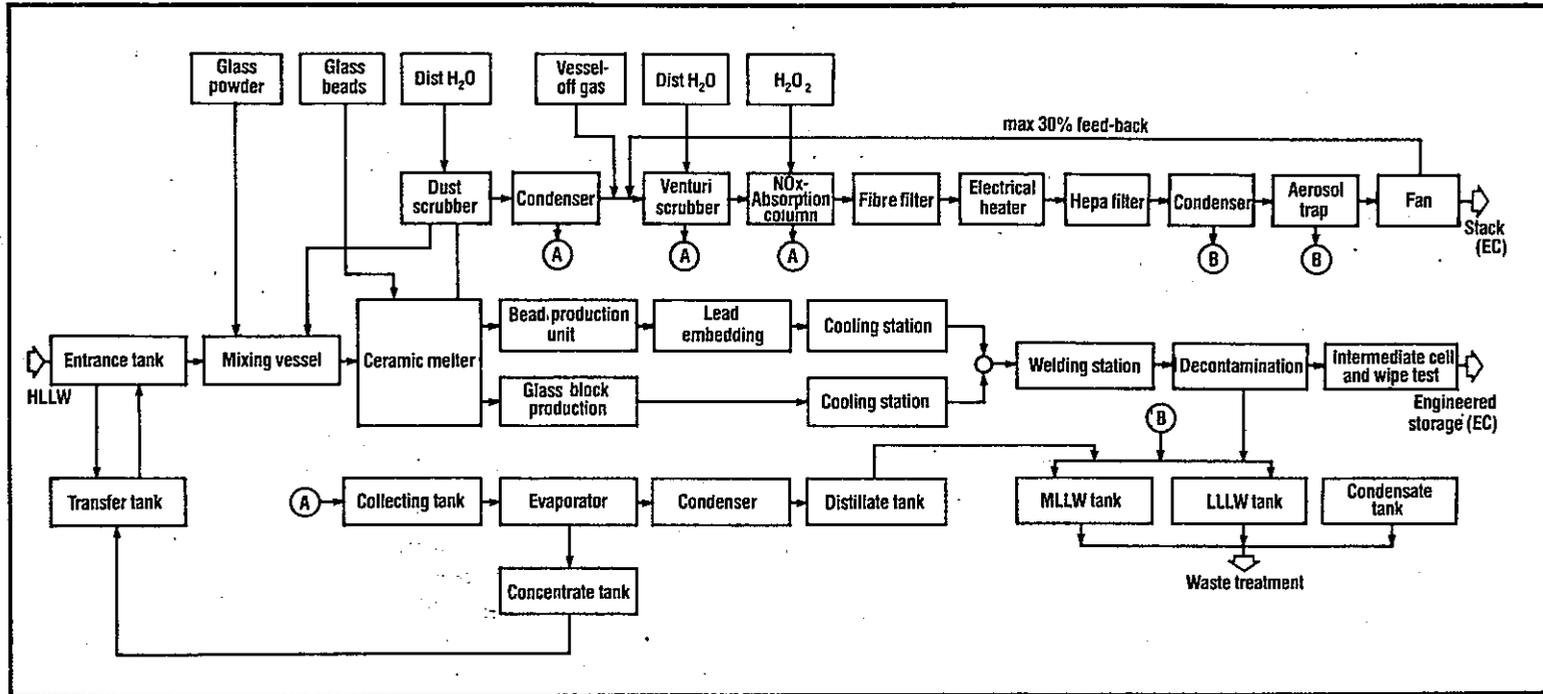 Glass
powder
Glass
beads
Dist H₂O
Vessel-
off gas
Dist H₂O
H₂O₂
max 30% feed-back
Dust
scrubber
Condenser
Venturi
scrubber
NOx-
Absorption
column
Fibre filter
Electrical
heater
Hepa filter
Condenser
Aerosol
trap
Fan
Stack
(EC)
A
A
A
B
B
Entrance tank
HLLW
Mixing vessel
Ceramic melter
Bead production
unit
Lead
embedding
Cooling station
Glass block
production
Cooling station
Welding station
Decontamination
Intermediate cell
and wipe test
Engineered
storage (EC)
B
Transfer tank
A
Collecting tank
Evaporator
Condenser
Distillate tank
MLLW tank
LLLW tank
Condensate
tank
Concentrate tank
Waste treatment